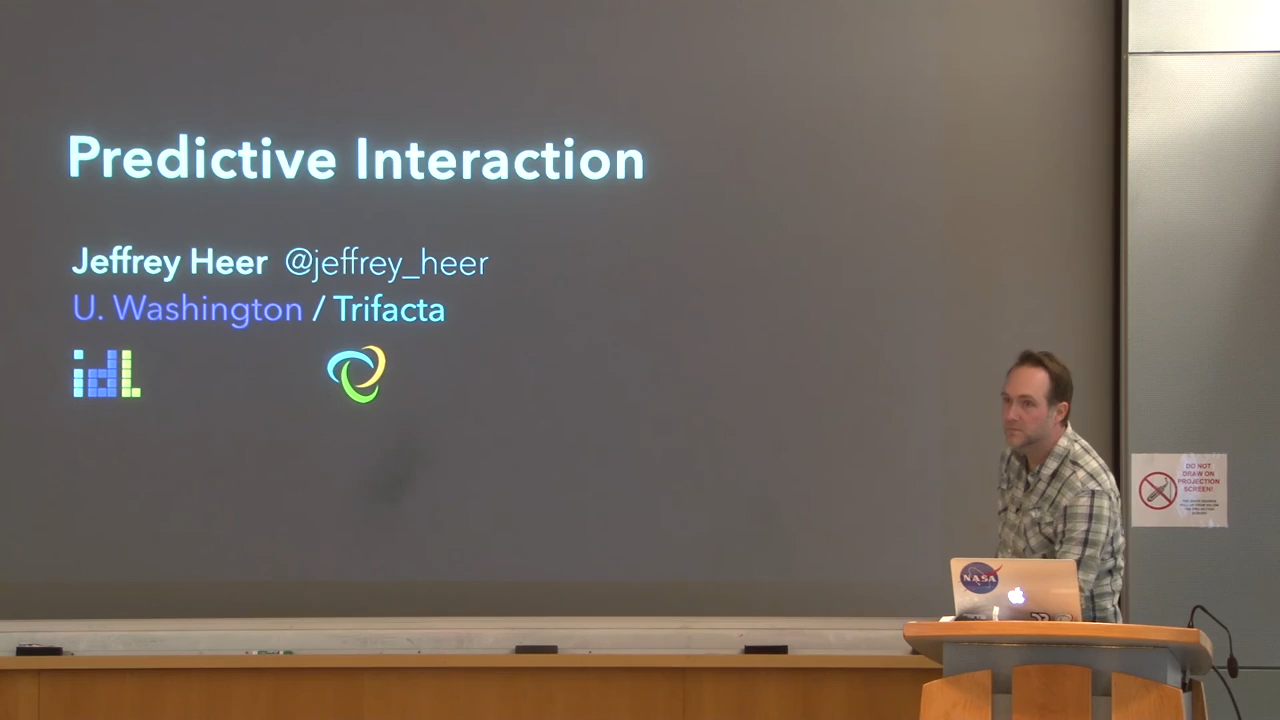 Predictive Interaction
Jeffrey Heer @jeffrey_heer
U. Washington / Trifacta
idl
NASA
DO NOT
DRAW ON
PROJECTION
SCREEN!